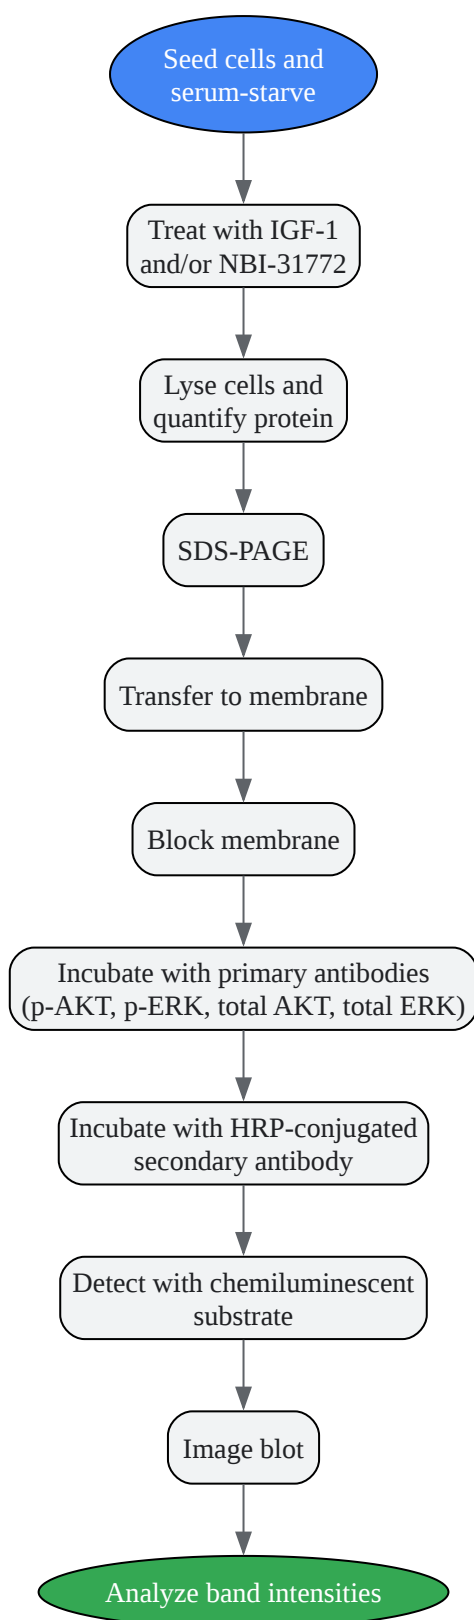 Seed cells and
serum-starve
Treat with IGF-1
and/or NBI-31772
Lyse cells and
quantify protein
SDS-PAGE
Transfer to membrane
Block membrane
Incubate with primary antibodies
(p-AKT, p-ERK, total AKT, total ERK)
Incubate with HRP-conjugated
secondary antibody
Detect with chemiluminescent
substrate
Image blot
Analyze band intensities